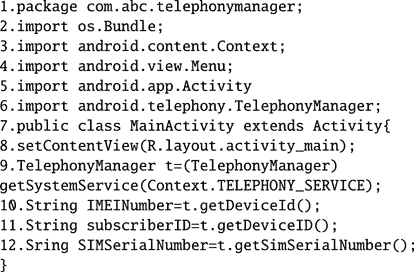 1.package com.abc.telephonymanager;
2.import os.Bundle;
3.import android.content.Context;
4.import android.view.Menu;
5.import android.app.Activity
6.import android.telephony.TelephonyManager;
7.public class MainActivity extends Activity{
8.setContentView(R.layout.activity_main);
9.TelephonyManager t=(TelephonyManager)
getSystemService(Context.TELEPHONY_SERVICE);
10.String IMEINumber=t.getDeviceId();
11.String subscriberID=t.getDeviceID();
12.Sring SIMSerialNumber=t.getSimSerialNumber();
}